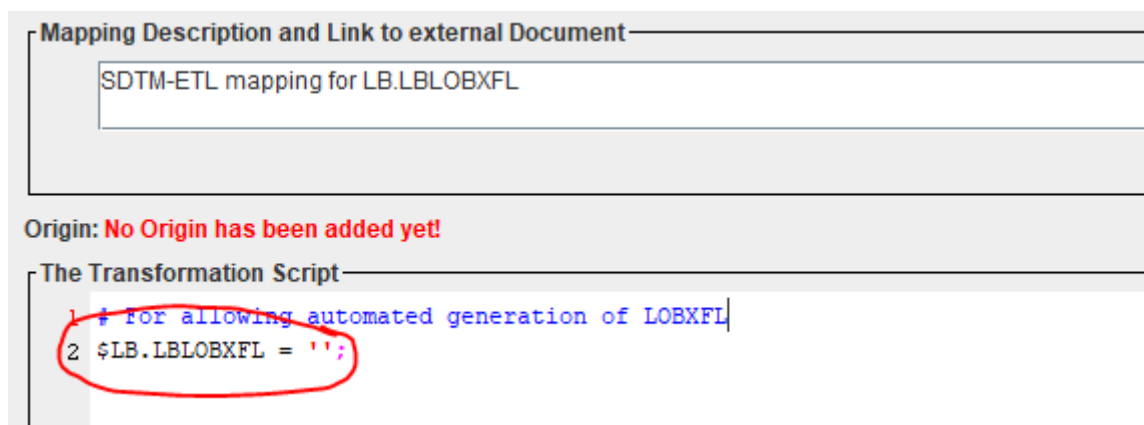 Mapping Description and Link to external Document
SDTM-ETL mapping for LB.LBLOBXFL
Origin: No Origin has been added yet!
The Transformation Script
1 # For allowing automated generation of LOBXFL
2 $LB.LBLOBXFL = '';